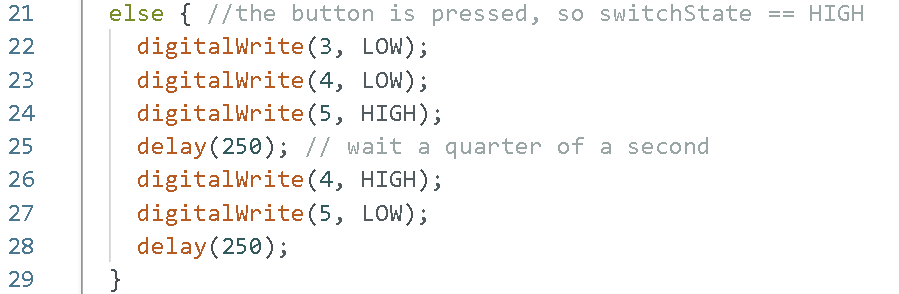 21 else { //the button is pressed, so switchState == HIGH
22 digitalWrite(3, LOW);
23 digitalWrite(4, LOW);
24 digitalWrite(5, HIGH);
25 delay(250); // wait a quarter of a second
26 digitalWrite(4, HIGH);
27 digitalWrite(5, LOW);
28 delay(250);
29 }